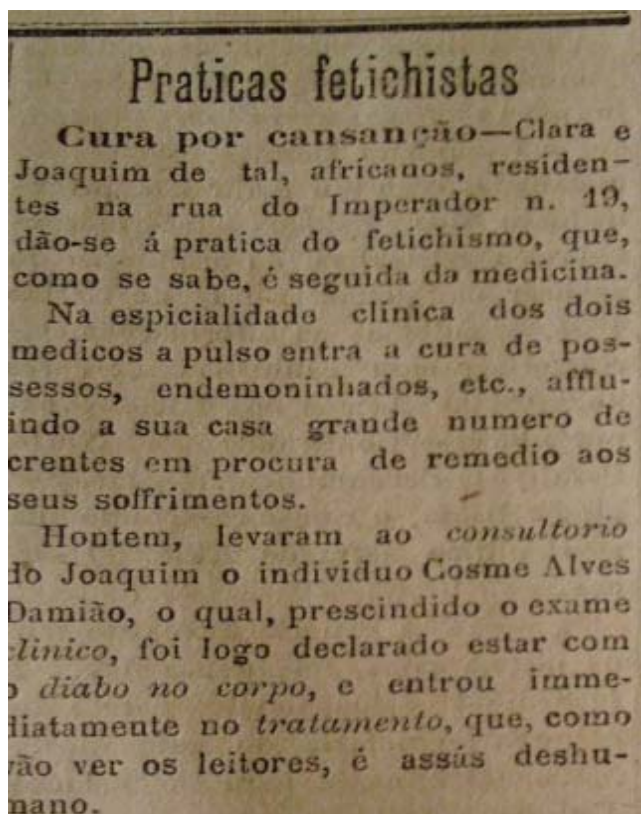 Praticas fetichistas
Cura por cansanção—Clara e
Joaquim de tal, africanos, residen-
tes na rua do Imperador n. 19,
dão-se á pratica do fetichismo, que,
como se sabe, é seguida da medicina.
Na espicialidade clinica dos dois
medicos a pulso entra a cura de pos-
sessos, endemoninhados, etc., afflu-
indo a sua casa grande numero de
crentes em procura de remedio aos
seus soffrimentos.
Hontem, levaram ao consultorio
do Joaquim o individuo Cosme Alves
Damião, o qual, prescindido o exame
clinico, foi logo declarado estar com
o diabo no corpo, e entrou imme-
diatamente no tratamento, que, como
vão ver os leitores, é assás deshu-
mano.